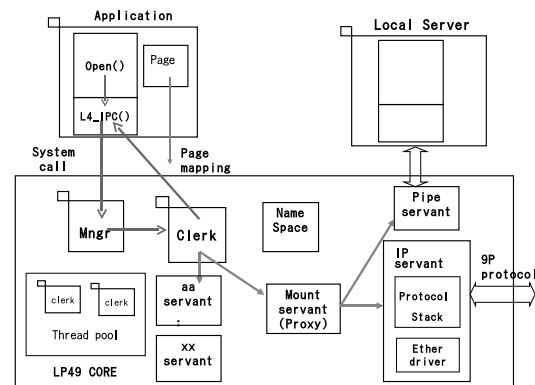 Application
Local Server
Open()
Page
L4_IPC()
System
call
Page
mapping
Mngr
Clerk
Name
Space
Pipe
servant
IP
servant
9P
protocol
clerk
clerk
Thread pool
aa
servant
:
xx
servant
Mount
servant
(Proxy)
Protocol
Stack
Ether
driver
LP49 CORE